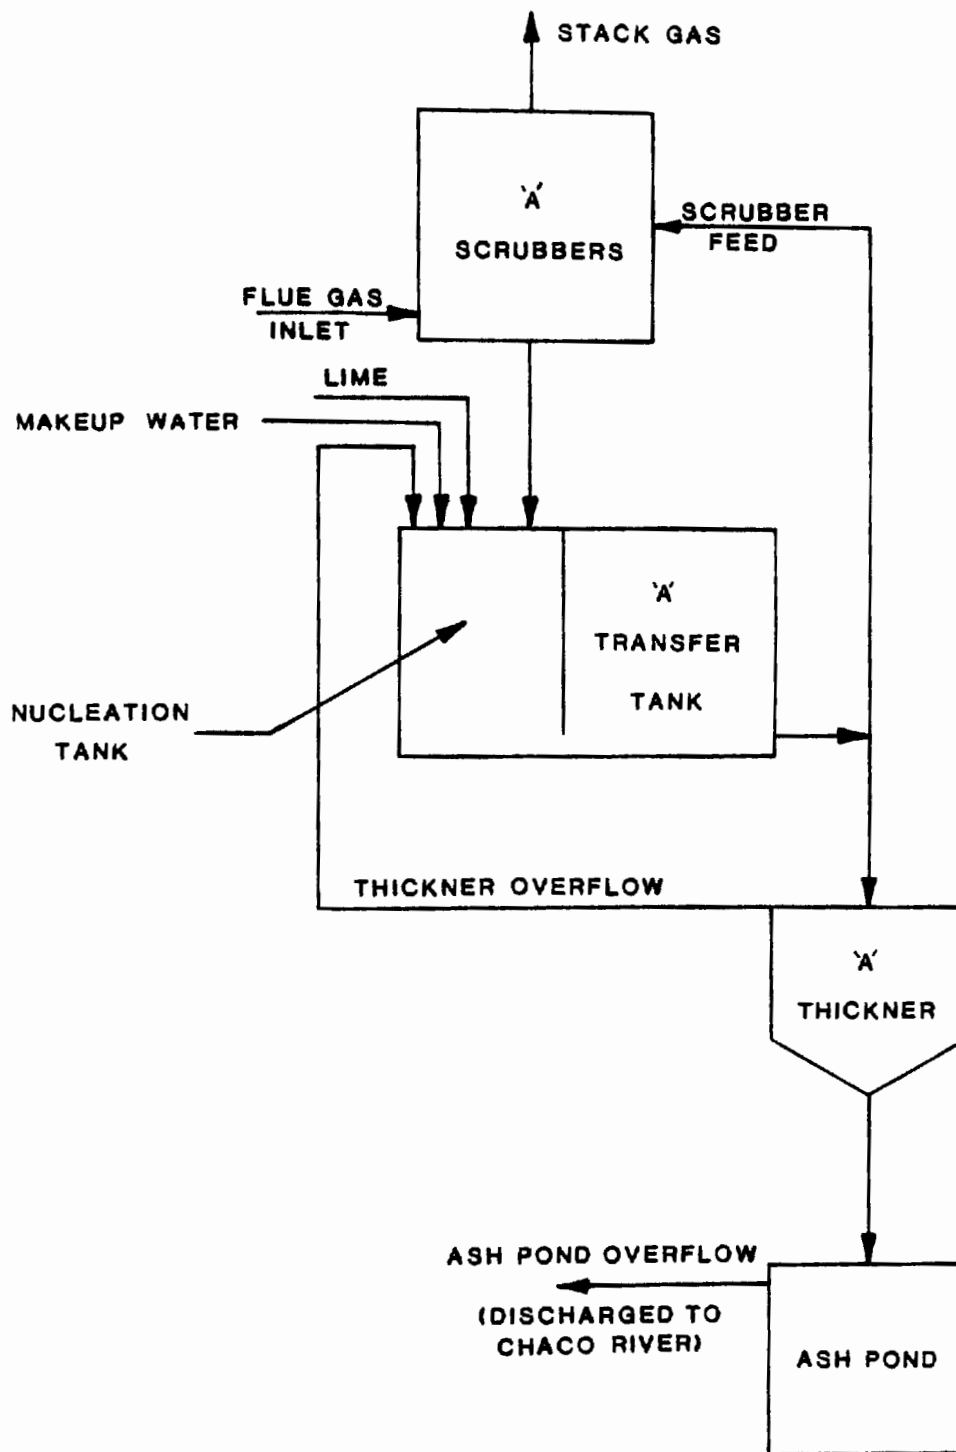 STACK GAS
'A'
SCRUBBERS
SCRUBBER
FEED
FLUE GAS
INLET
LIME
MAKEUP WATER
'A'
TRANSFER
TANK
NUCLEATION
TANK
THICKNER OVERFLOW
'A'
THICKNER
ASH POND OVERFLOW
(DISCHARGED TO
CHACO RIVER)
ASH POND